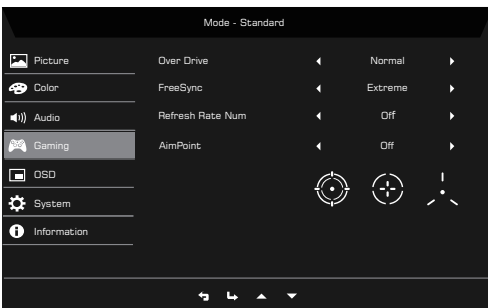 Mode - Standard
Picture
Over Drive Normal
Color
FreeSync Extreme
Audio
Refresh Rate Num Off
Gaming
AimPoint Off
OSD
System
Information